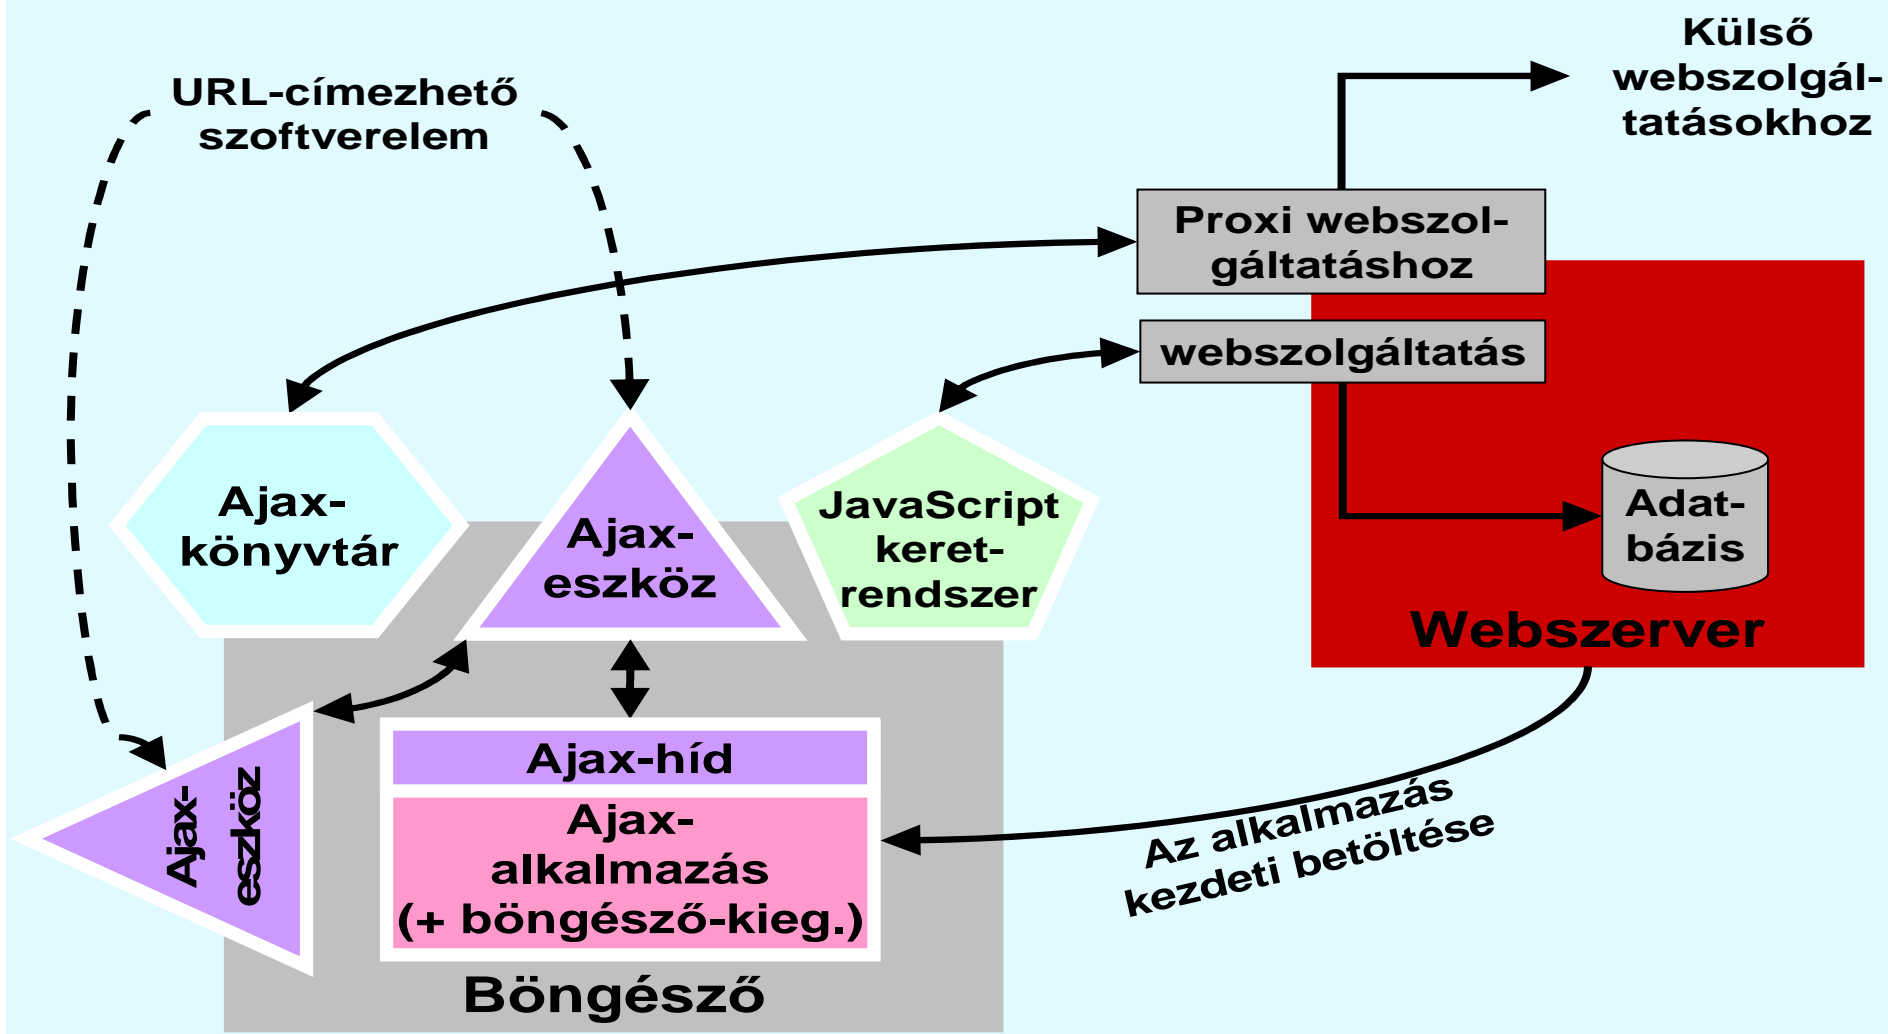 Külső
webszolgál-
tatásokhoz
URL-címezhető
szoftverelem
Proxi webszol-
gáltatáshoz
webszolgáltatás
Ajax-
könyvtár
Ajax-
eszköz
JavaScript
keret-
rendszer
Adat-
bázis
Webszerver
Ajax-
eszköz
Ajax-híd
Ajax-
alkalmazás
(+ böngésző-kieg.)
Az alkalmazás
kezdeti betöltése
Böngésző